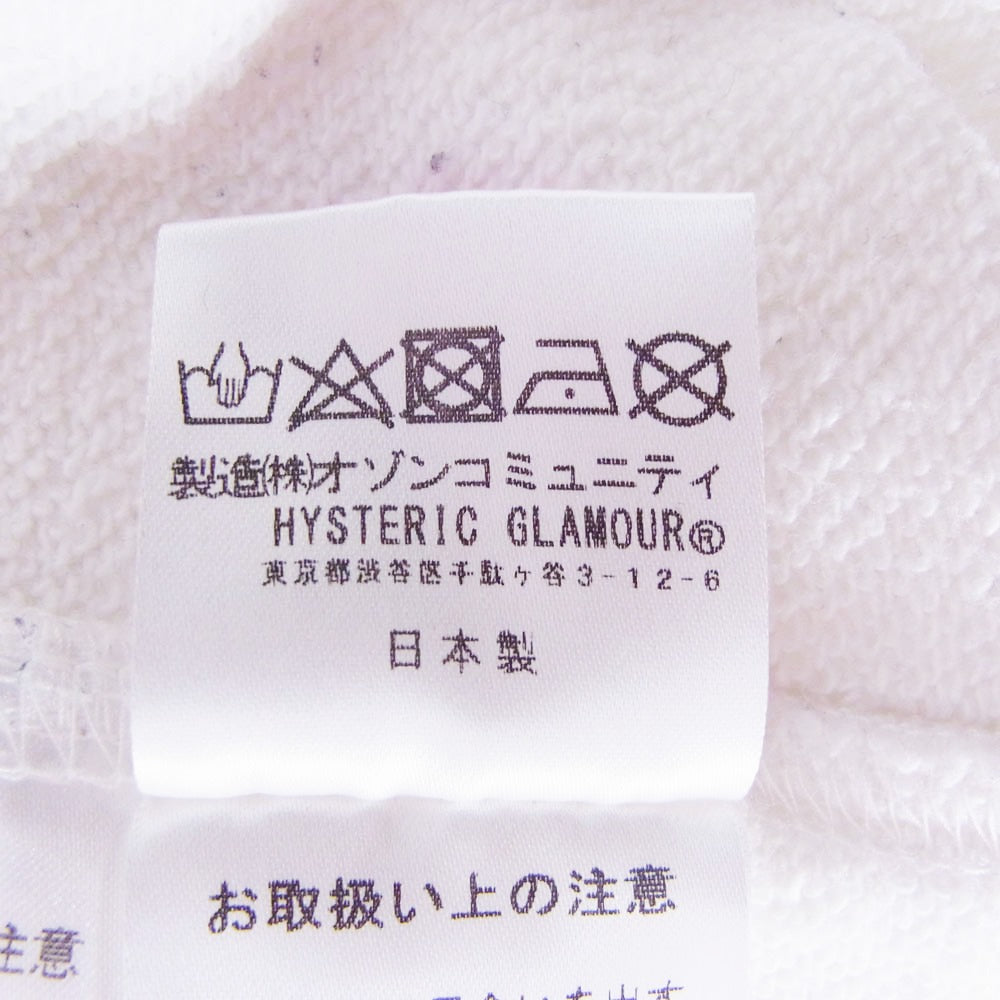 製造(株)オゾンコミュニティ
HYSTERIC GLAMOUR®
東京都渋谷区千駄ヶ谷3-12-6
日本製
お取扱い上の注意
注意